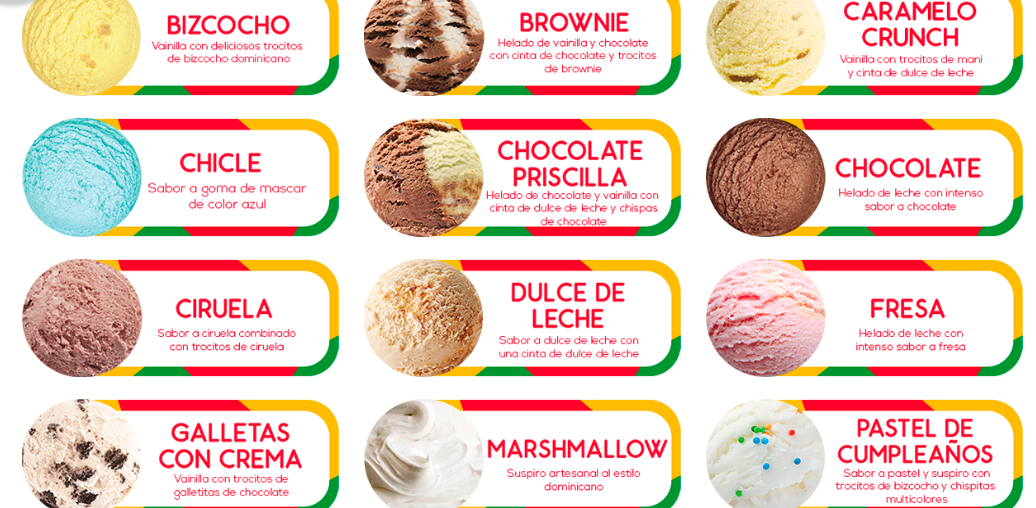 BIZCOCHO
Vainilla con deliciosos trocitos
de bizcocho dominicano
BROWNIE
Helado de vainilla y chocolate
con cinta de chocolate y trocitos
de brownie
CARAMELO
CRUNCH
Vainilla con trocitos de maní
y cinta de dulce de leche
CHICLE
Sabor a goma de mascar
de color azul
CHOCOLATE
PRISCILLA
Helado de chocolate y vainilla con
cinta de dulce de leche y chispas
de chocolate
CHOCOLATE
Helado de leche con intenso
sabor a chocolate
CIRUELA
Sabor a ciruela combinado
con trocitos de ciruela
DULCE DE
LECHE
Sabor a dulce de leche con
una cinta de dulce de leche
FRESA
Helado de leche con
intenso sabor a fresa
GALLETAS
CON CREMA
Vainilla con trocitos de
galletitas de chocolate
MARSHMALLOW
Suspiro artesanal al estilo
dominicano
PASTEL DE
CUMPLEAÑOS
Sabor a pastel y suspiro con
trocitos de bizcocho y chispitas
multicolores